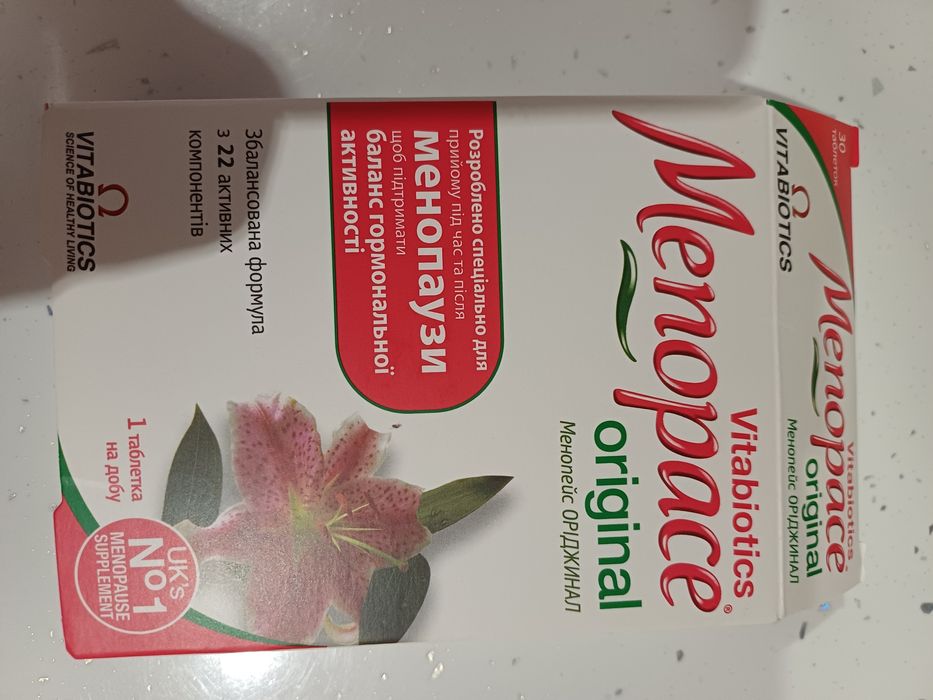 30
таблеток
VITABIOTICS
Vitabiotics
Menopace
original
Менопейс ОРІДЖИНАЛ
Vitabiotics
Menopace®
original
Менопейс ОРІДЖИНАЛ
Розроблено спеціально для
прийому під час та після
менопаузи
щоб підтримати
баланс гормональної
активності
Збалансована формула
з 22 активних
компонентів
1 таблетка
на добу
VITABIOTICS
SCIENCE OF HEALTHY LIVING
UK's
No1
MENOPAUSE
SUPPLEMENT